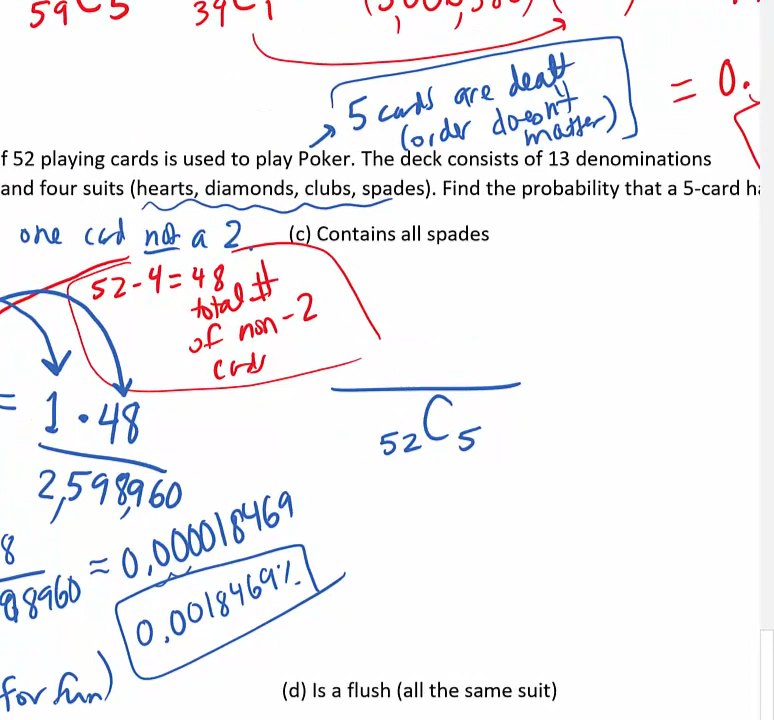 59C5 39C1
5 cards are dealt
(order doesn't
matter)
= 0.
f 52 playing cards is used to play Poker. The deck consists of 13 denominations
and four suits (hearts, diamonds, clubs, spades). Find the probability that a 5-card h
one card not a 2
(c) Contains all spades
52-4=48
total #
of non-2
cards
= 1·48
2,598,960
52C5
8
98960
≈ 0.000018469
0.0018469%
for fun)
(d) Is a flush (all the same suit)